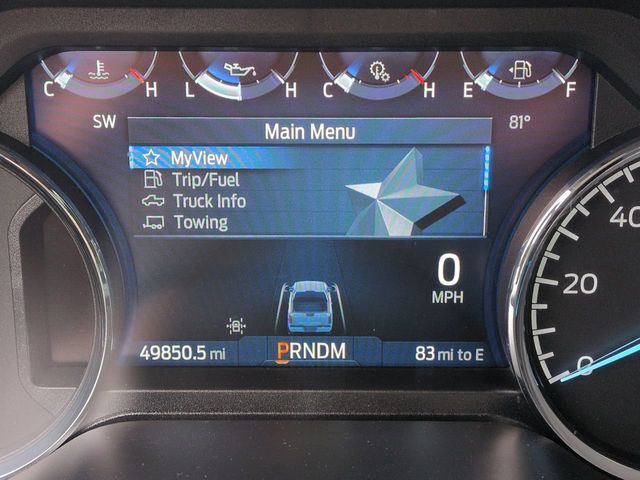 C H L H C H E F
SW 81°
Main Menu
MyView
Trip/Fuel
Truck Info
Towing
0
MPH
49850.5 mi PRNDM 83 mi to E
40
20
0